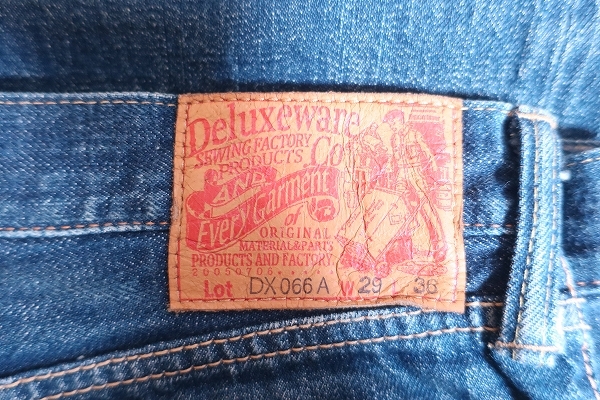 Deluxeware
SEWING FACTORY
PRODUCTS Co
AND
Every Garment
of
ORIGINAL
MATERIAL&PARTS
PRODUCTS AND FACTORY.
20050706
Lot DX066A W 29 L 36